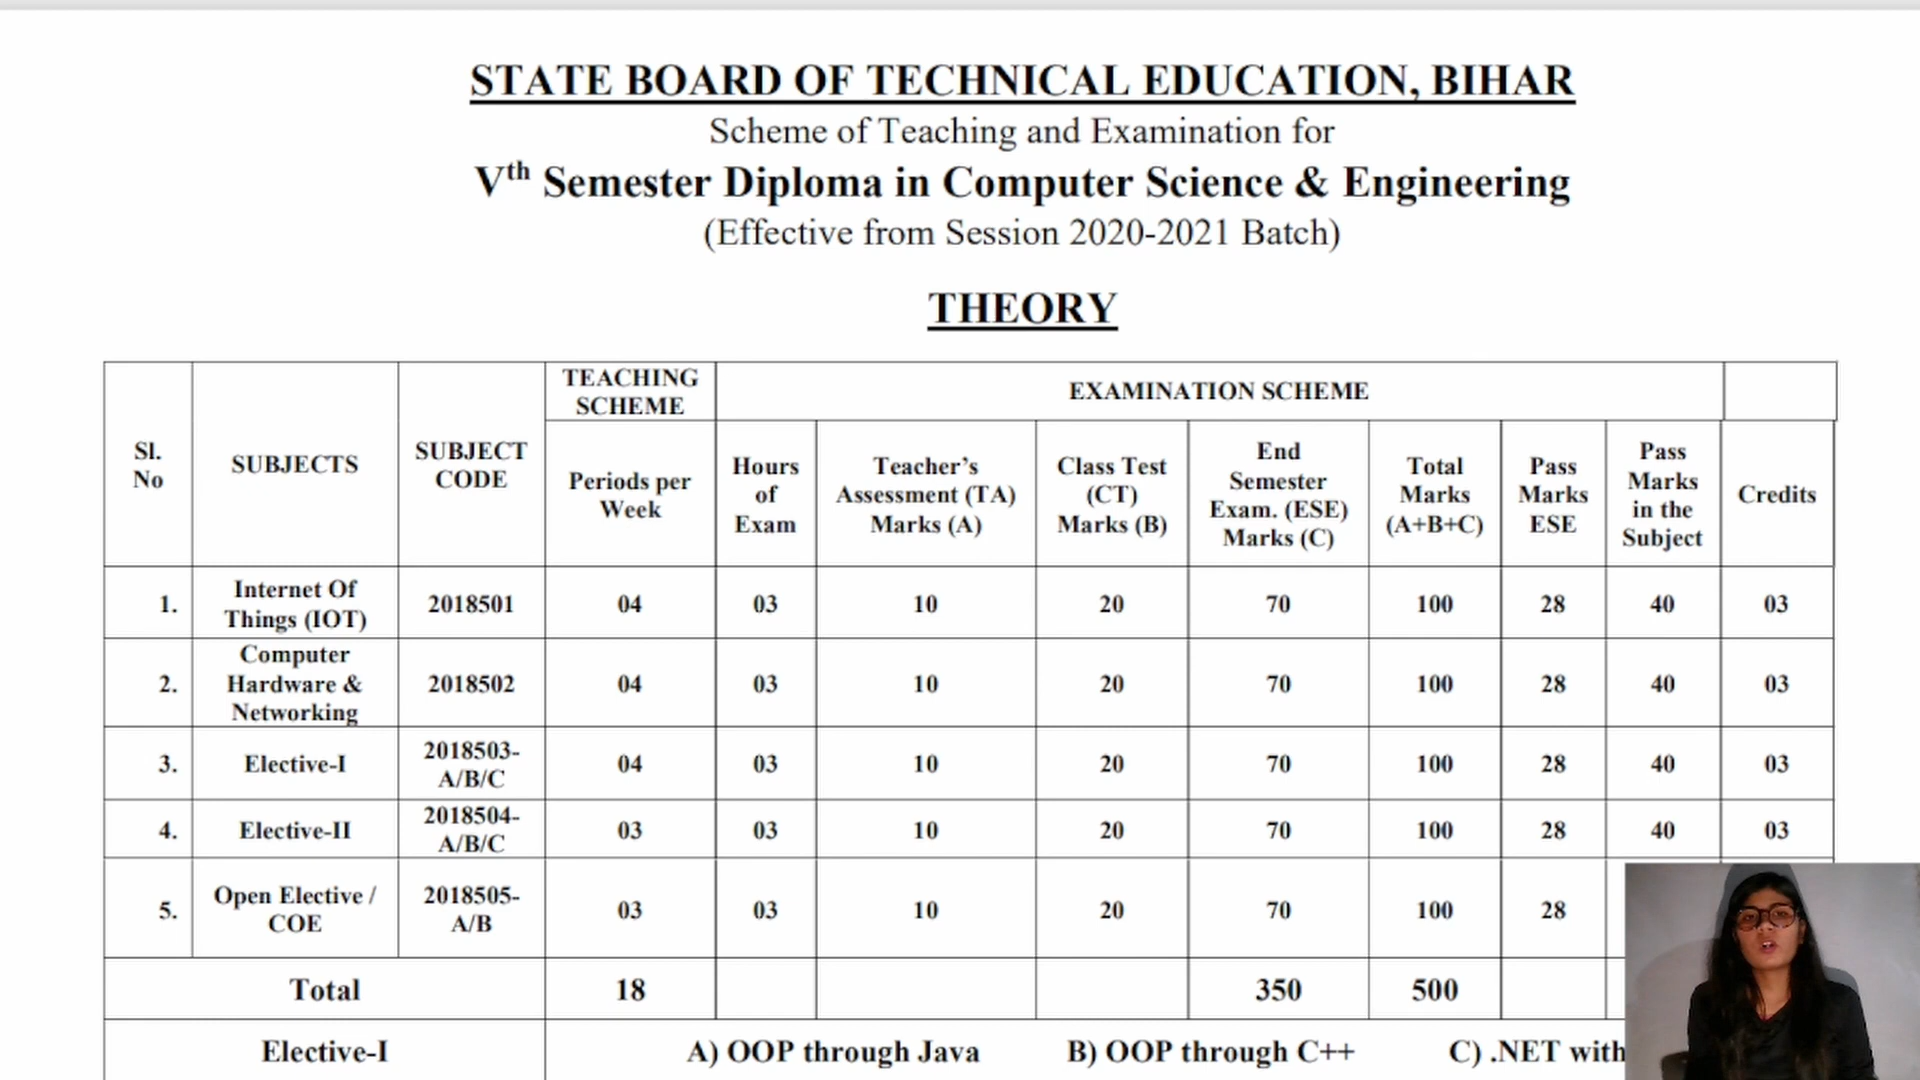 STATE BOARD OF TECHNICAL EDUCATION, BIHAR
Scheme of Teaching and Examination for
Vth Semester Diploma in Computer Science & Engineering
(Effective from Session 2020-2021 Batch)
THEORY
Sl. No SUBJECTS SUBJECT CODE TEACHING SCHEME EXAMINATION SCHEME
Periods per Week Hours of Exam Teacher’s Assessment (TA) Marks (A) Class Test (CT) Marks (B) End Semester Exam. (ESE) Marks (C) Total Marks (A+B+C) Pass Marks ESE Pass Marks in the Subject Credits
1. Internet Of Things (IOT) 2018501 04 03 10 20 70 100 28 40 03
2. Computer Hardware & Networking 2018502 04 03 10 20 70 100 28 40 03
3. Elective-I 2018503-A/B/C 04 03 10 20 70 100 28 40 03
4. Elective-II 2018504-A/B/C 03 03 10 20 70 100 28 40 03
5. Open Elective / COE 2018505-A/B 03 03 10 20 70 100 28
Total 18 350 500
Elective-I A) OOP through Java B) OOP through C++ C) .NET with